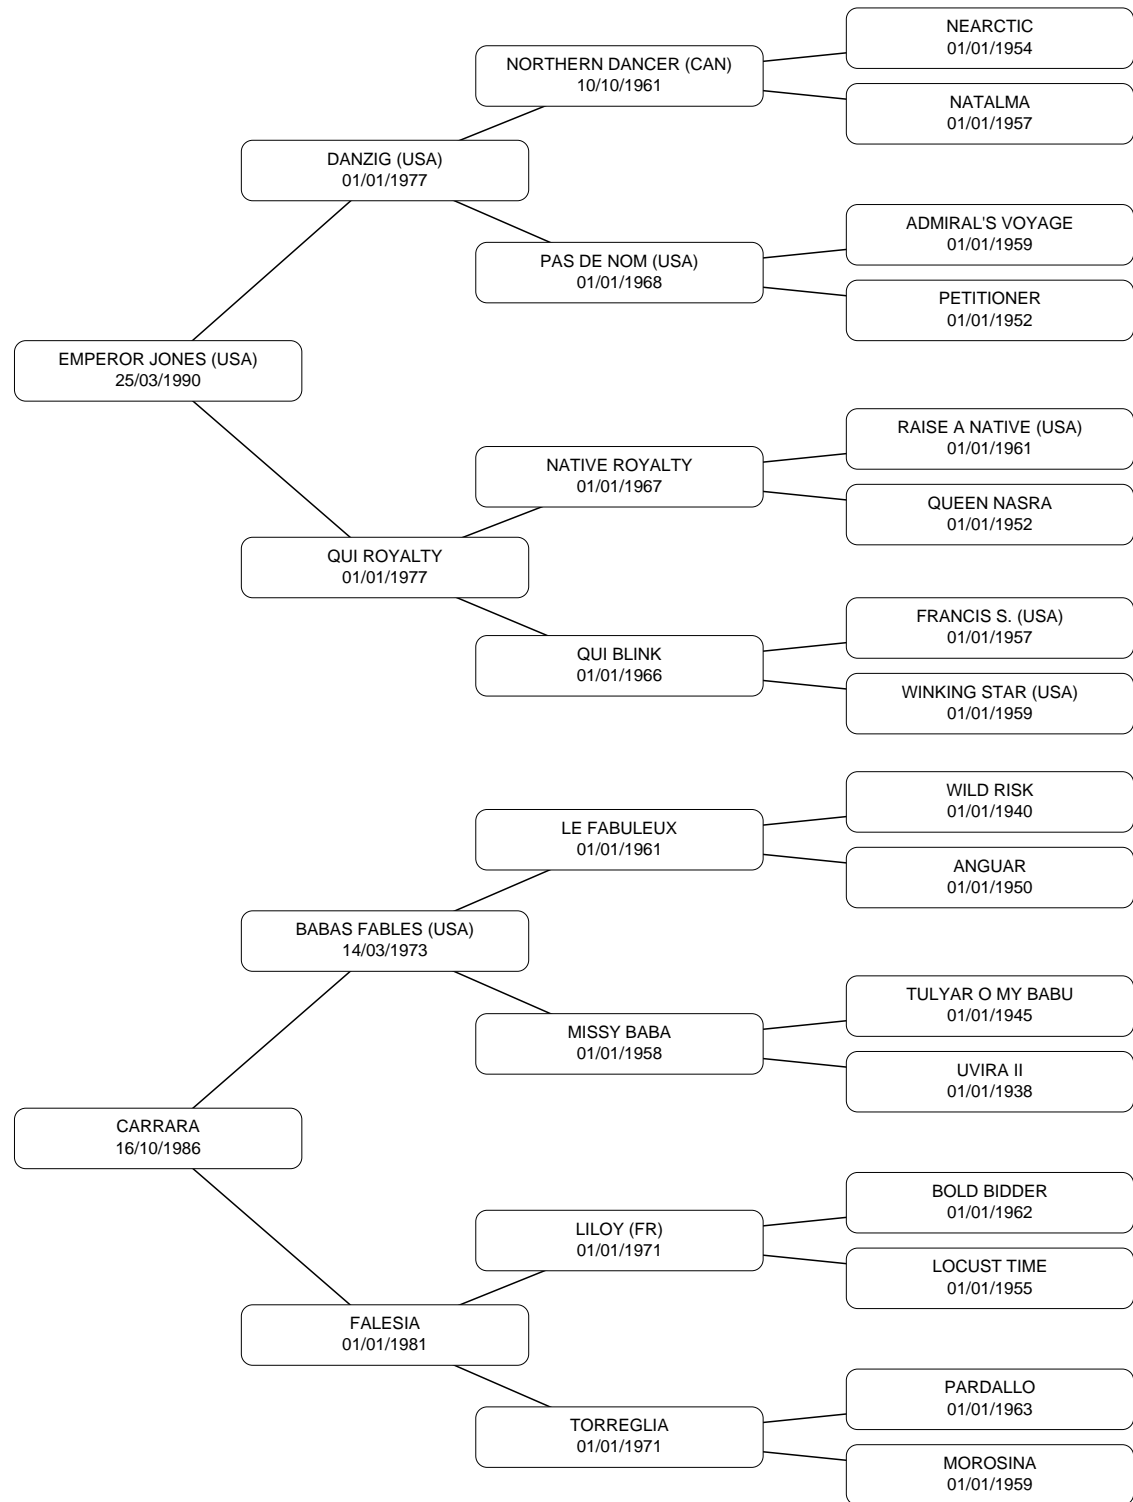 NEARCTIC
01/01/1954
NORTHERN DANCER (CAN)
10/10/1961
NATALMA
01/01/1957
DANZIG (USA)
01/01/1977
ADMIRAL'S VOYAGE
01/01/1959
PAS DE NOM (USA)
01/01/1968
PETITIONER
01/01/1952
EMPEROR JONES (USA)
25/03/1990
RAISE A NATIVE (USA)
01/01/1961
NATIVE ROYALTY
01/01/1967
QUEEN NASRA
01/01/1952
QUI ROYALTY
01/01/1977
FRANCIS S. (USA)
01/01/1957
QUI BLINK
01/01/1966
WINKING STAR (USA)
01/01/1959
WILD RISK
01/01/1940
LE FABULEUX
01/01/1961
ANGUAR
01/01/1950
BABAS FABLES (USA)
14/03/1973
TULYAR O MY BABU
01/01/1945
MISSY BABA
01/01/1958
UVIRA II
01/01/1938
CARRARA
16/10/1986
BOLD BIDDER
01/01/1962
LILOY (FR)
01/01/1971
LOCUST TIME
01/01/1955
FALESIA
01/01/1981
PARDALLO
01/01/1963
TORREGLIA
01/01/1971
MOROSINA
01/01/1959